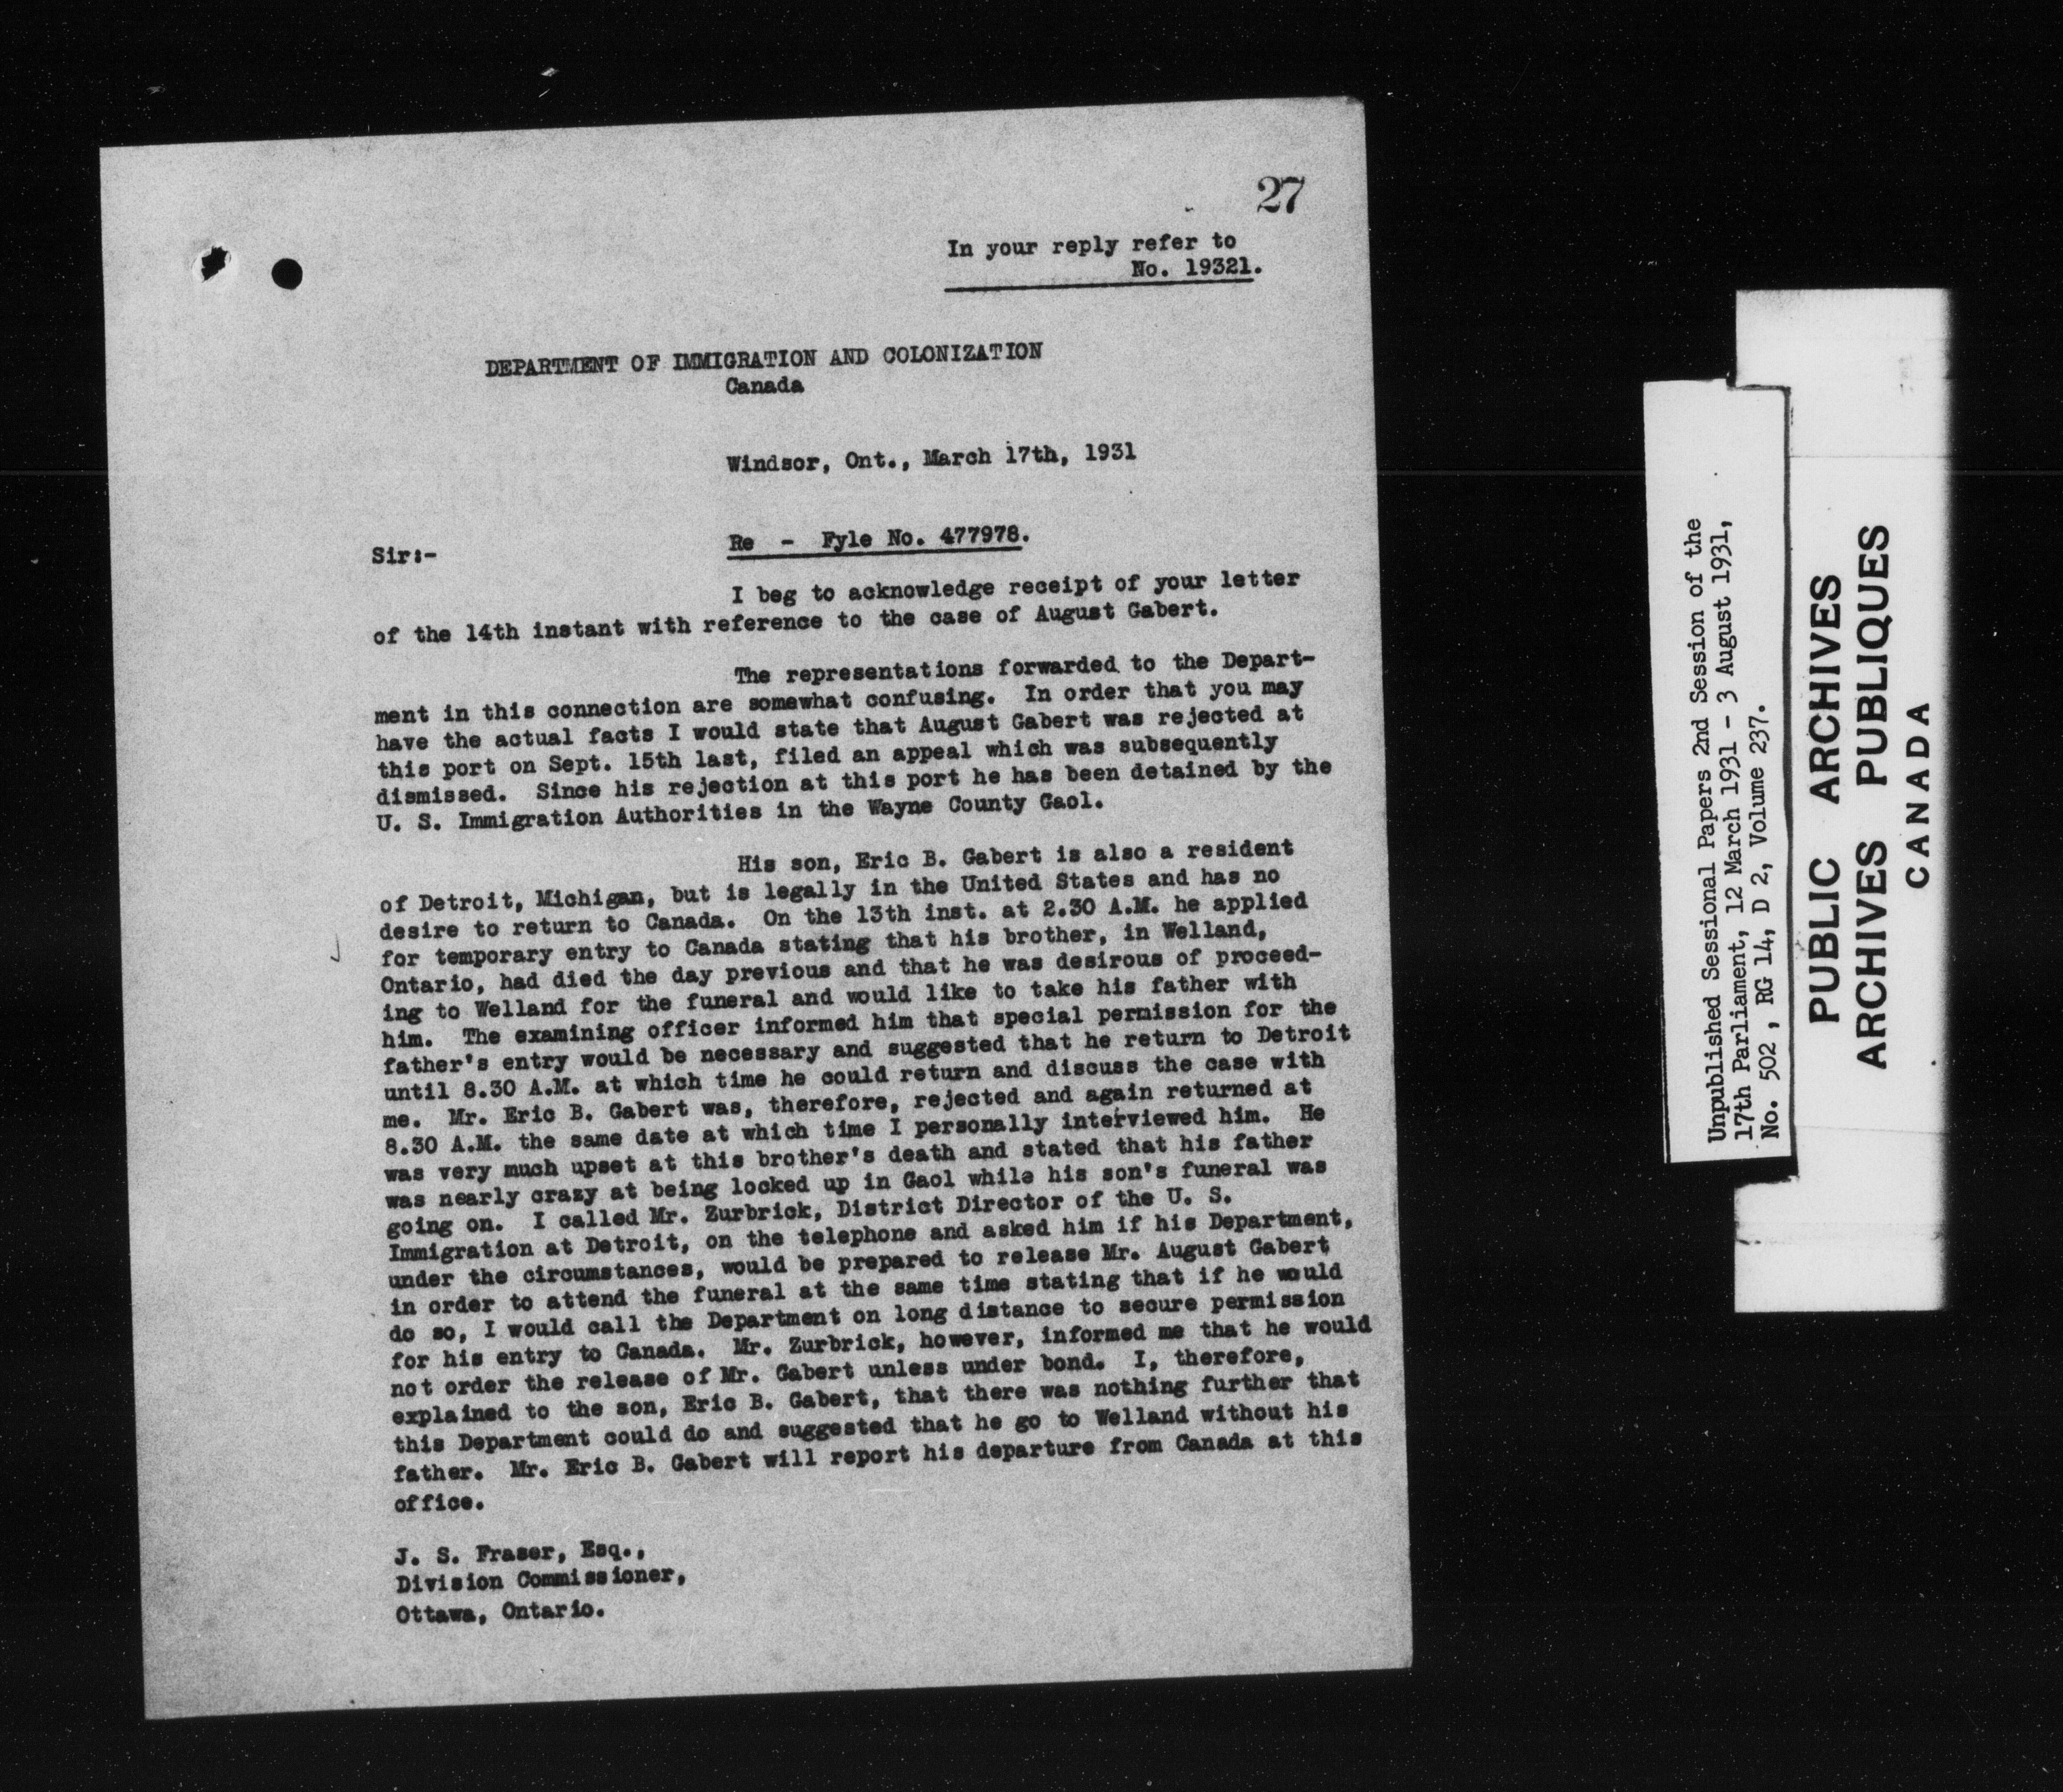 27
In your reply refer to
No. 19321.
DEPARTMENT OF IMMIGRATION AND COLONIZATION
Canada
Windsor, Ont., March 17th, 1931
Re - Fyle No. 477978.
Sir:-
I beg to acknowledge receipt of your letter
of the 14th instant with reference to the case of August Gabert.
The representations forwarded to the Depart-
ment in this connection are somewhat confusing. In order that you may
have the actual facts I would state that August Gabert was rejected at
this port on Sept. 15th last, filed an appeal which was subsequently
dismissed. Since his rejection at this port he has been detained by the
U. S. Immigration Authorities in the Wayne County Gaol.
His son, Eric B. Gabert is also a resident
of Detroit, Michigan, but is legally in the United States and has no
desire to return to Canada. On the 13th inst. at 2.30 A.M. he applied
for temporary entry to Canada stating that his brother, in Welland,
Ontario, had died the day previous and that he was desirous of proceed-
ing to Welland for the funeral and would like to take his father with
him. The examining officer informed him that special permission for the
father's entry would be necessary and suggested that he return to Detroit
until 8.30 A.M. at which time he could return and discuss the case with
me. Mr. Eric B. Gabert was, therefore, rejected and again returned at
8.30 A.M. the same date at which time I personally interviewed him. He
was very much upset at this brother's death and stated that his father
was nearly crazy at being locked up in Gaol while his son's funeral was
going on. I called Mr. Zurbrick, District Director of the U. S.
Immigration at Detroit, on the telephone and asked him if his Department,
under the circumstances, would be prepared to release Mr. August Gabert
in order to attend the funeral at the same time stating that if he would
do so, I would call the Department on long distance to secure permission
for his entry to Canada. Mr. Zurbrick, however, informed me that he would
not order the release of Mr. Gabert unless under bond. I, therefore,
explained to the son, Eric B. Gabert, that there was nothing further that
this Department could do and suggested that he go to Welland without his
father. Mr. Eric B. Gabert will report his departure from Canada at this
office.
J. S. Fraser, Esq.,
Division Commissioner,
Ottawa, Ontario.
Unpublished Sessional Papers 2nd Session of the
17th Parliament, 12 March 1931 - 3 August 1931,
No. 502 , RG 14, D 2, Volume 237.
PUBLIC ARCHIVES
ARCHIVES PUBLIQUES
CANADA